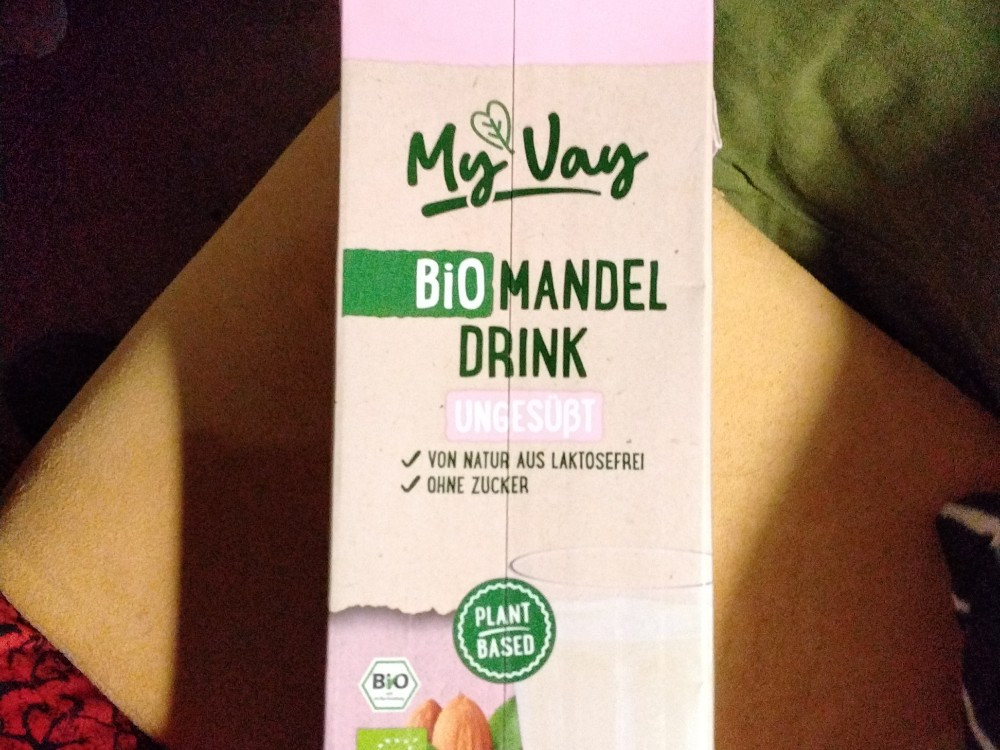 My Vay
BiO MANDEL
DRINK
UNGESÜßT
✓ VON NATUR AUS LAKTOSEFREI
✓ OHNE ZUCKER
PLANT
BASED
BiO